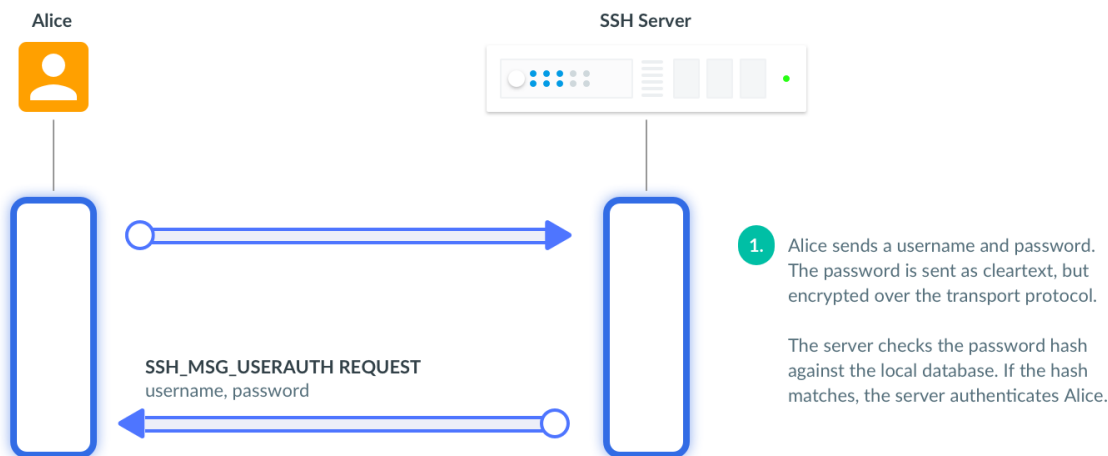 Alice
SSH Server
1.
Alice sends a username and password.
The password is sent as cleartext, but
encrypted over the transport protocol.
The server checks the password hash
against the local database. If the hash
matches, the server authenticates Alice.
SSH_MSG_USERAUTH REQUEST
username, password